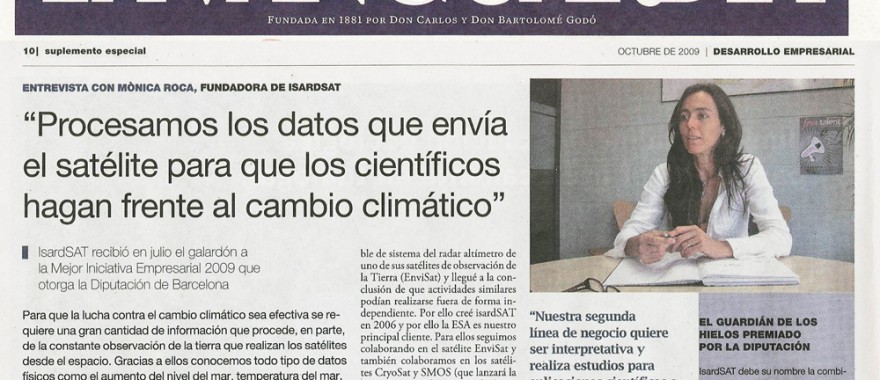 FUNDADA EN 1881 POR DON CARLOS Y DON BARTOLOMÉ GODÓ
10| suplemento especial
OCTUBRE DE 2009 | DESARROLLO EMPRESARIAL
ENTREVISTA CON MÒNICA ROCA, FUNDADORA DE ISARDSAT
“Procesamos los datos que envía
el satélite para que los científicos
hagan frente al cambio climático”
IsardSAT recibió en julio el galardón a
la Mejor Iniciativa Empresarial 2009 que
otorga la Diputación de Barcelona
Para que la lucha contra el cambio climático sea efectiva se re-
quiere una gran cantidad de información que procede, en parte,
de la constante observación de la tierra que realizan los satélites
desde el espacio. Gracias a ellos conocemos todo tipo de datos
físicos como el aumento del nivel del mar, temperatura del mar,
ble de sistema del radar altímetro de
uno de sus satélites de observación de
la Tierra (EnviSat) y llegué a la con-
clusión de que actividades similares
podían realizarse fuera de forma in-
dependiente. Por ello creé isardSAT
en 2006 y por ello la ESA es nuestro
principal cliente. Para ellos seguimos
colaborando en el satélite EnviSat y
también colaboramos en los satéli-
tes CryoSat y SMOS (que lanzará la
talent
“Nuestra segunda
línea de negocio quiere
ser interpretativa y
realiza estudios para
EL GUARDIÁN DE LOS
HIELOS PREMIADO
POR LA DIPUTACIÓN
IsardSAT debe su nombre la combi-